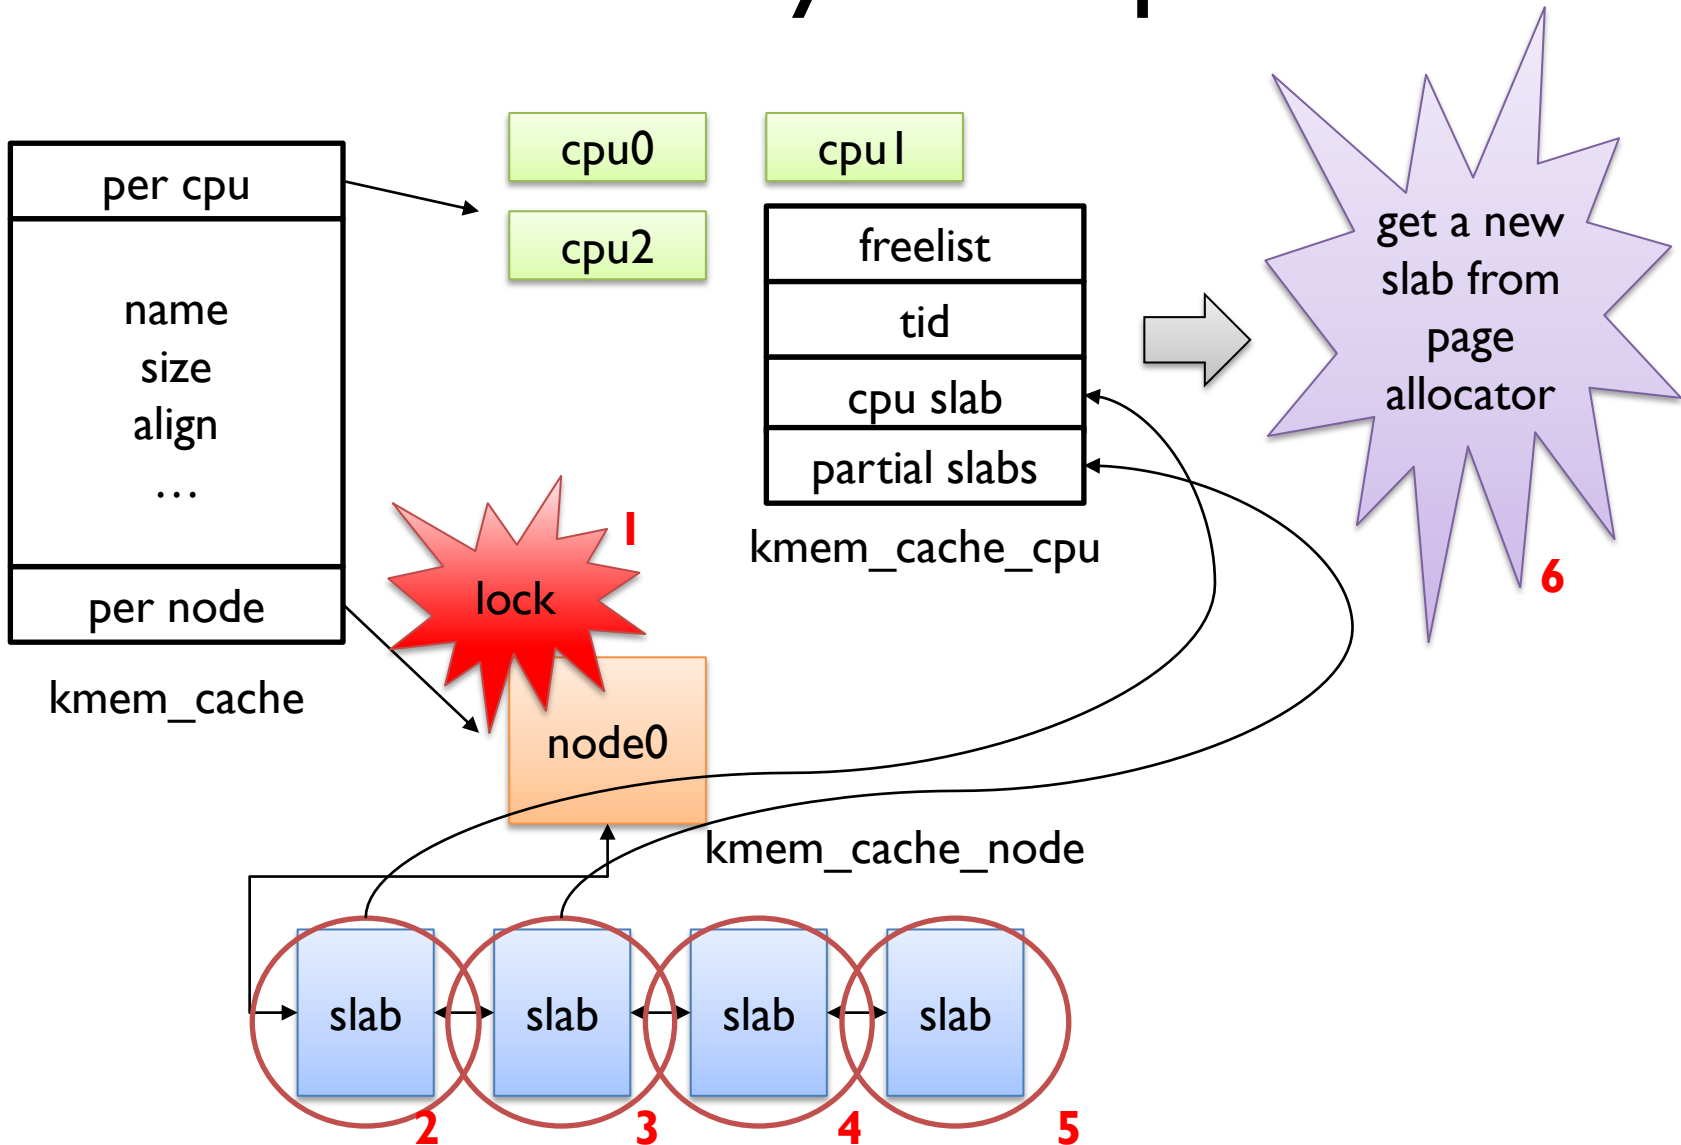 per cpu
name
size
align
…
per node
kmem_cache
cpu0
cpu1
cpu2
freelist
tid
cpu slab
partial slabs
kmem_cache_cpu
get a new
slab from
page
allocator
6
lock
1
node0
kmem_cache_node
slab
slab
slab
slab
2
3
4
5